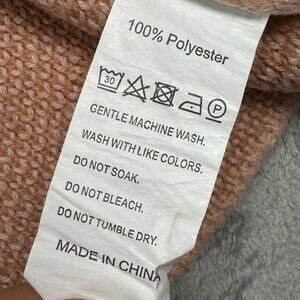 100% Polyester
30 P
GENTLE MACHINE WASH.
WASH WITH LIKE COLORS.
DO NOT SOAK.
DO NOT BLEACH.
DO NOT TUMBLE DRY.
MADE IN CHINA